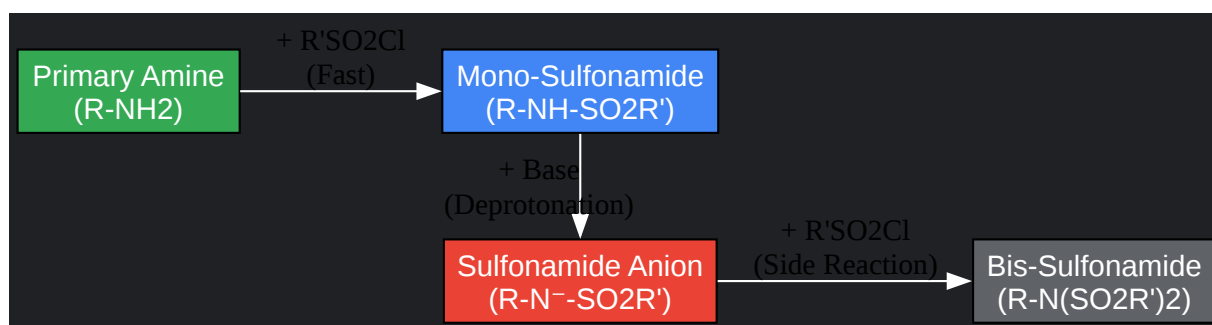 + R'SO2Cl
(Fast)
Primary Amine
(R-NH2)
Mono-Sulfonamide
(R-NH-SO2R')
+ Base
(Deprotonation)
Sulfonamide Anion
(R-N⁻-SO2R')
+ R'SO2Cl
(Side Reaction)
Bis-Sulfonamide
(R-N(SO2R')2)